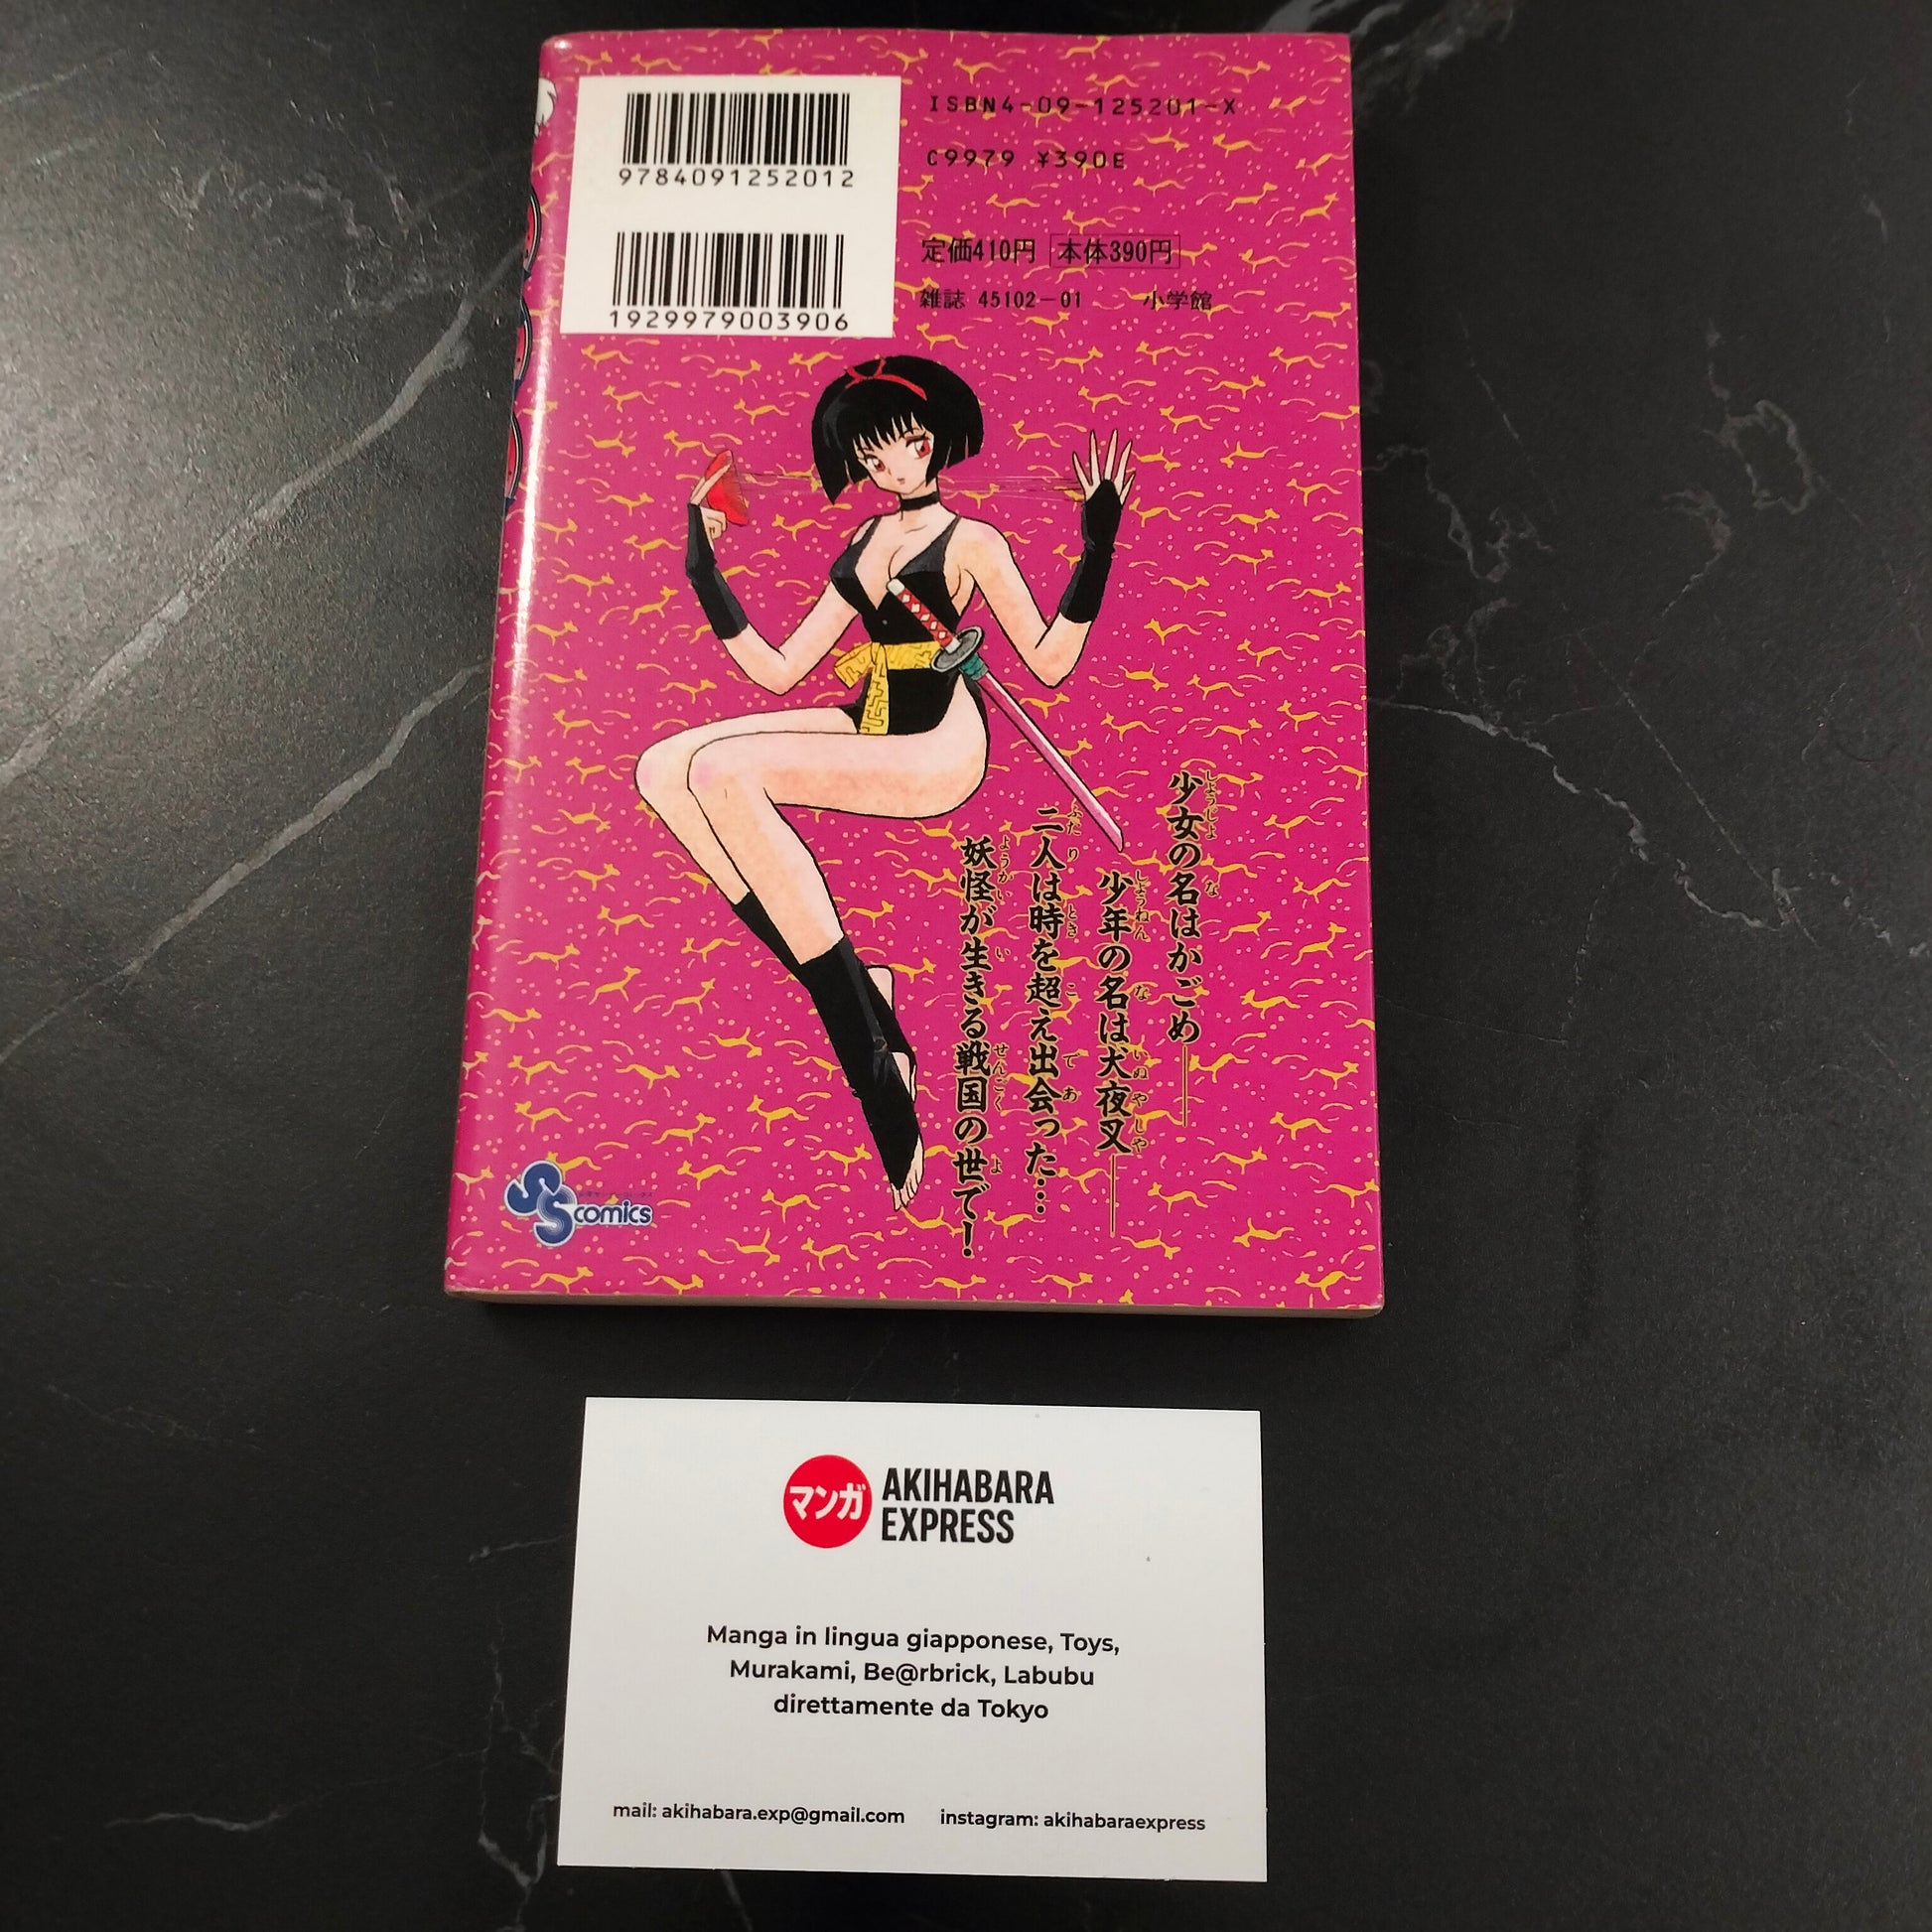 9784091252012
1929979003906
ISBN4-09-125201-X
C9979 ¥390E
定価410円 本体390円
雑誌 45102-01 小学館
少女の名はかごめ――
少年の名は犬夜叉――
二人は時を超え出会った…
妖怪が生きる戦国の世で!
SS comics
マンガ AKIHABARA
EXPRESS
Manga in lingua giapponese, Toys,
Murakami, Be@rbrick, Labubu
direttamente da Tokyo
mail: akihabara.exp@gmail.com instagram: akihabaraexpress